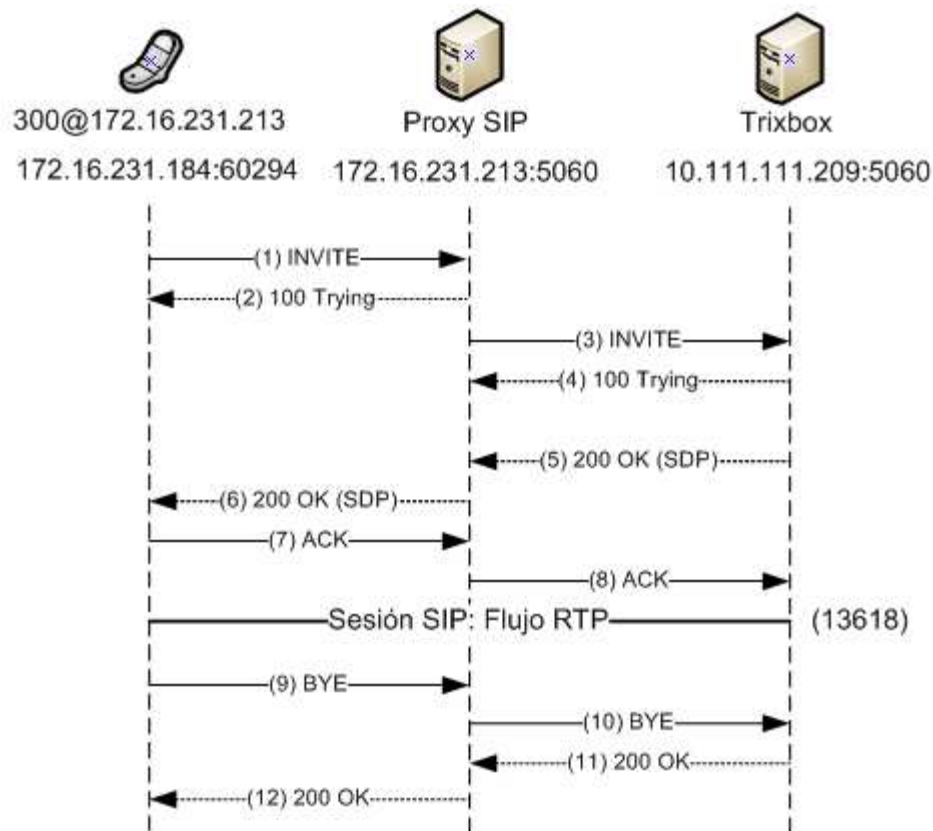 300@172.16.231.213
Proxy SIP
Trixbox
172.16.231.184:60294
172.16.231.213:5060
10.111.111.209:5060
(1) INVITE
(2) 100 Trying
(3) INVITE
(4) 100 Trying
(5) 200 OK (SDP)
(6) 200 OK (SDP)
(7) ACK
(8) ACK
Sesión SIP: Flujo RTP
(13618)
(9) BYE
(10) BYE
(11) 200 OK
(12) 200 OK